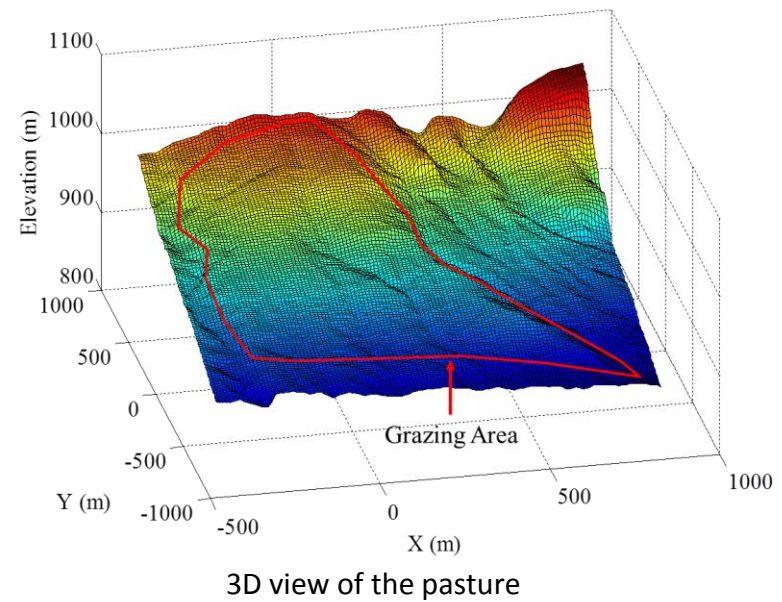 1100
1000
900
800
Elevation (m)
1000
500
0
-500
-1000
Y (m)
-500
0
500
1000
X (m)
Grazing Area
3D view of the pasture